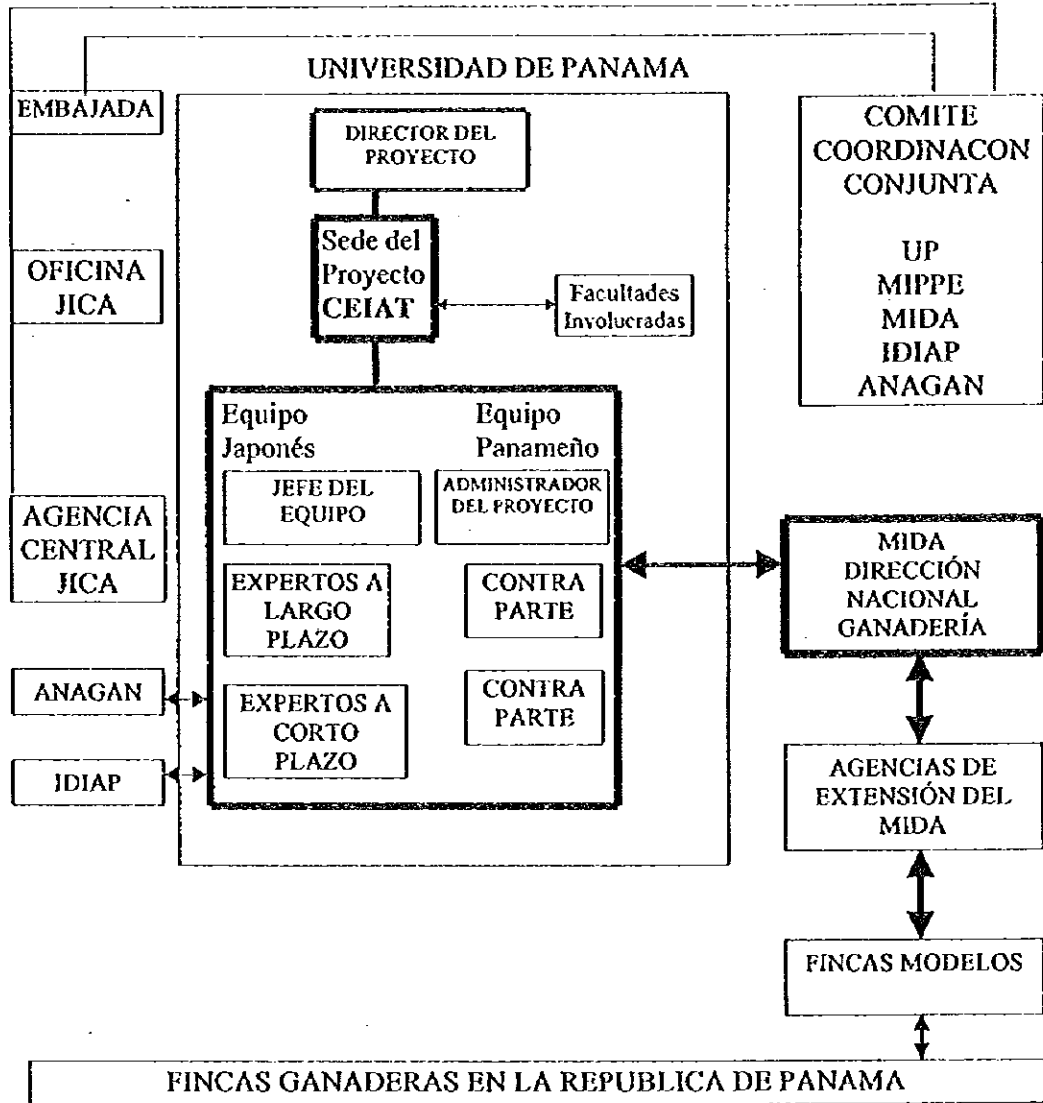 UNIVERSIDAD DE PANAMA
EMBAJADA
OFICINA
JICA
AGENCIA
CENTRAL
JICA
ANAGAN
IDIAP
DIRECTOR DEL
PROYECTO
Sede del
Proyecto
CEIAT
Facultades
Involucradas
Equipo
Japonés
Equipo
Panameño
JEFE DEL
EQUIPO
ADMINISTRADOR
DEL PROYECTO
EXPERTOS A
LARGO
PLAZO
CONTRA
PARTE
EXPERTOS A
CORTO
PLAZO
CONTRA
PARTE
COMITE
COORDINACON
CONJUNTA
UP
MIPPE
MIDA
IDIAP
ANAGAN
MIDA
DIRECCIÓN
NACIONAL
GANADERÍA
AGENCIAS DE
EXTENSIÓN DEL
MIDA
FINCAS MODELOS
FINCAS GANADERAS EN LA REPUBLICA DE PANAMA